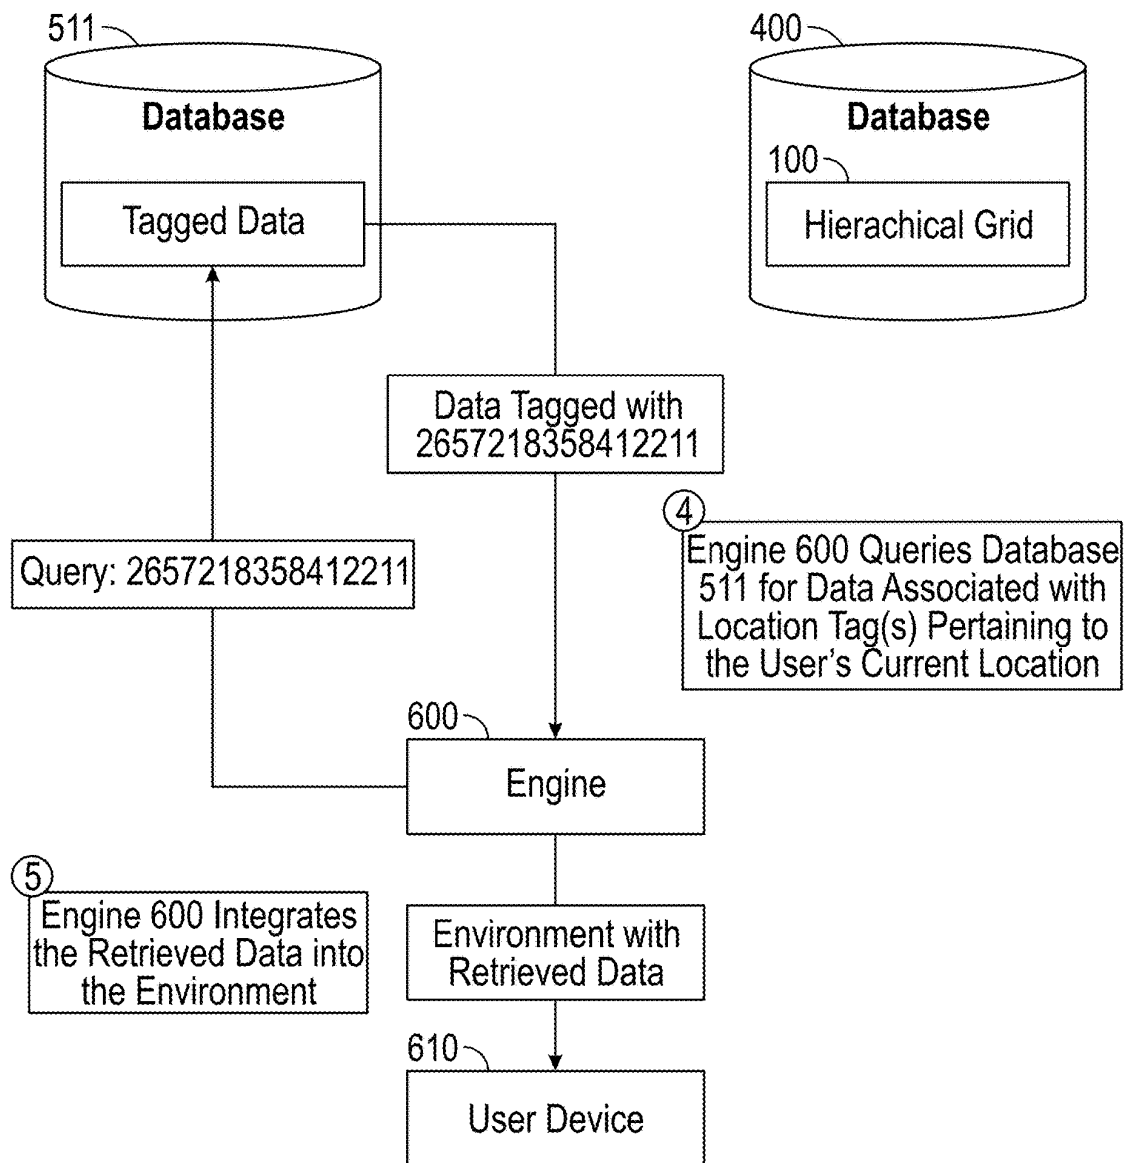 511
400
Database
Database
100
Tagged Data
Hierachical Grid
Data Tagged with
2657218358412211
4
Query: 2657218358412211
Engine 600 Queries Database
511 for Data Associated with
Location Tag(s) Pertaining to
the User's Current Location
600
Engine
5
Engine 600 Integrates
the Retrieved Data into
the Environment
Environment with
Retrieved Data
610
User Device